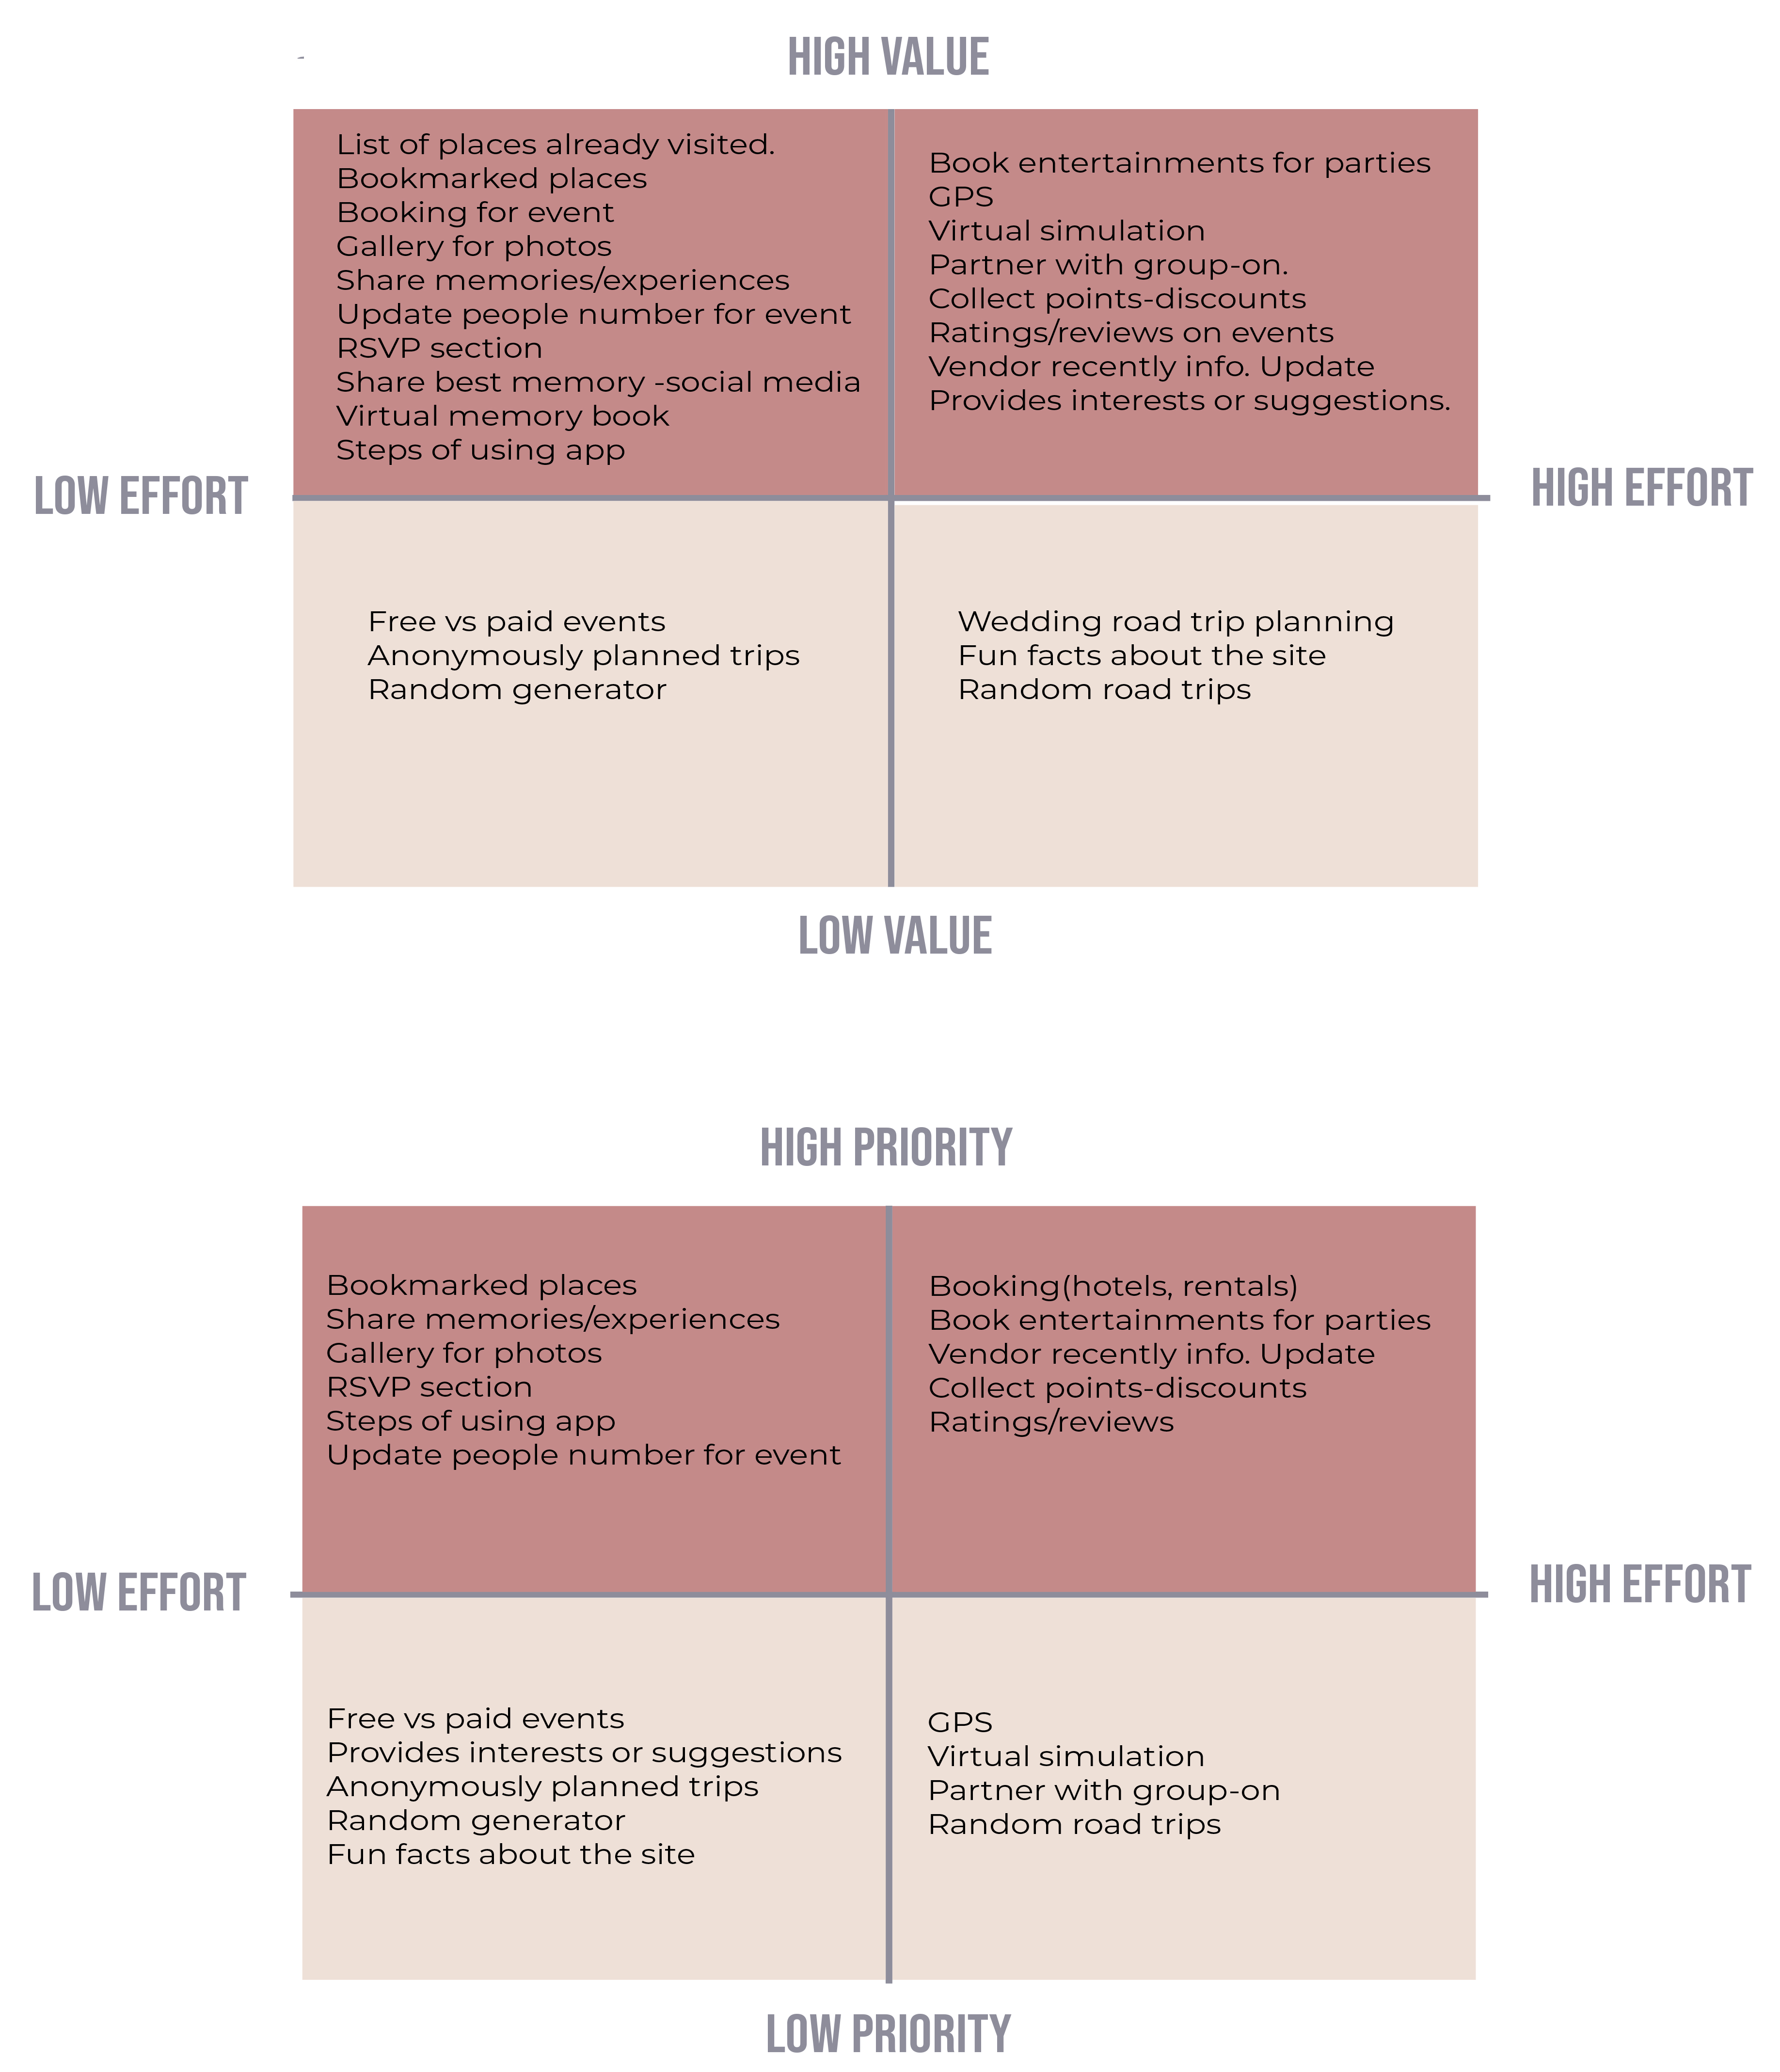 HIGH VALUE
List of places already visited.
Bookmarked places
Booking for event
Gallery for photos
Share memories/experiences
Update people number for event
RSVP section
Share best memory -social media
Virtual memory book
Steps of using app
Book entertainments for parties
GPS
Virtual simulation
Partner with group-on.
Collect points-discounts
Ratings/reviews on events
Vendor recently info. Update
Provides interests or suggestions.
LOW EFFORT
HIGH EFFORT
Free vs paid events
Anonymously planned trips
Random generator
Wedding road trip planning
Fun facts about the site
Random road trips
LOW VALUE
HIGH PRIORITY
Bookmarked places
Share memories/experiences
Gallery for photos
RSVP section
Steps of using app
Update people number for event
Booking(hotels, rentals)
Book entertainments for parties
Vendor recently info. Update
Collect points-discounts
Ratings/reviews
LOW EFFORT
HIGH EFFORT
Free vs paid events
Provides interests or suggestions
Anonymously planned trips
Random generator
Fun facts about the site
GPS
Virtual simulation
Partner with group-on
Random road trips
LOW PRIORITY